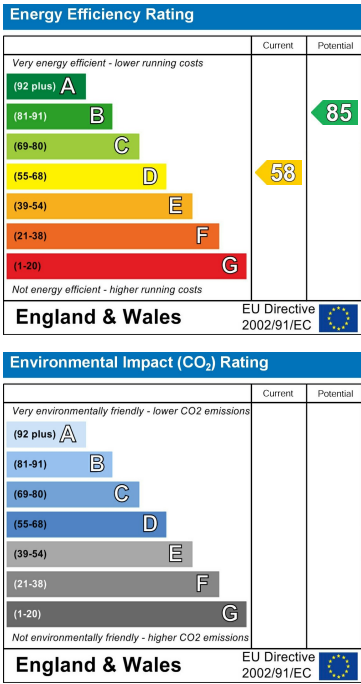 Energy Efficiency Rating
Current Potential
Very energy efficient - lower running costs
(92 plus) A
(81-91) B
85
(69-80) C
(55-68) D
58
(39-54) E
(21-38) F
(1-20) G
Not energy efficient - higher running costs
England & Wales
EU Directive
2002/91/EC
Environmental Impact (CO₂) Rating
Current Potential
Very environmentally friendly - lower CO2 emissions
(92 plus) A
(81-91) B
(69-80) C
(55-68) D
(39-54) E
(21-38) F
(1-20) G
Not environmentally friendly - higher CO2 emissions
England & Wales
EU Directive
2002/91/EC